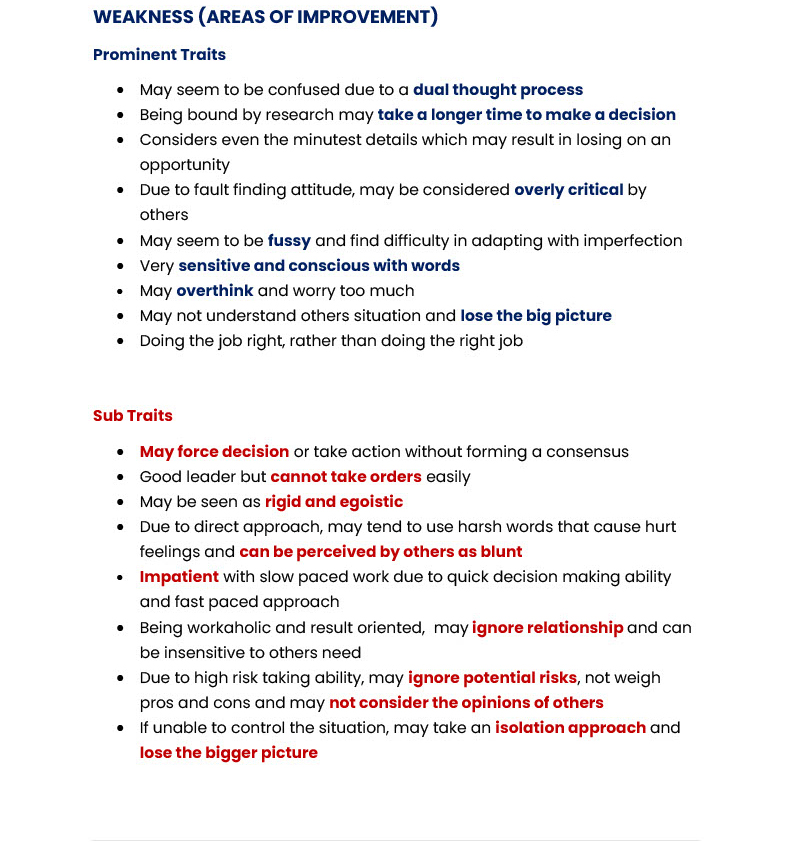 WEAKNESS (AREAS OF IMPROVEMENT)
Prominent Traits
• May seem to be confused due to a dual thought process
• Being bound by research may take a longer time to make a decision
• Considers even the minutest details which may result in losing on an
opportunity
• Due to fault finding attitude, may be considered overly critical by
others
• May seem to be fussy and find difficulty in adapting with imperfection
• Very sensitive and conscious with words
• May overthink and worry too much
• May not understand others situation and lose the big picture
• Doing the job right, rather than doing the right job
Sub Traits
• May force decision or take action without forming a consensus
• Good leader but cannot take orders easily
• May be seen as rigid and egoistic
• Due to direct approach, may tend to use harsh words that cause hurt
feelings and can be perceived by others as blunt
• Impatient with slow paced work due to quick decision making ability
and fast paced approach
• Being workaholic and result oriented,  may ignore relationship and can
be insensitive to others need
• Due to high risk taking ability, may ignore potential risks, not weigh
pros and cons and may not consider the opinions of others
• If unable to control the situation, may take an isolation approach and
lose the bigger picture